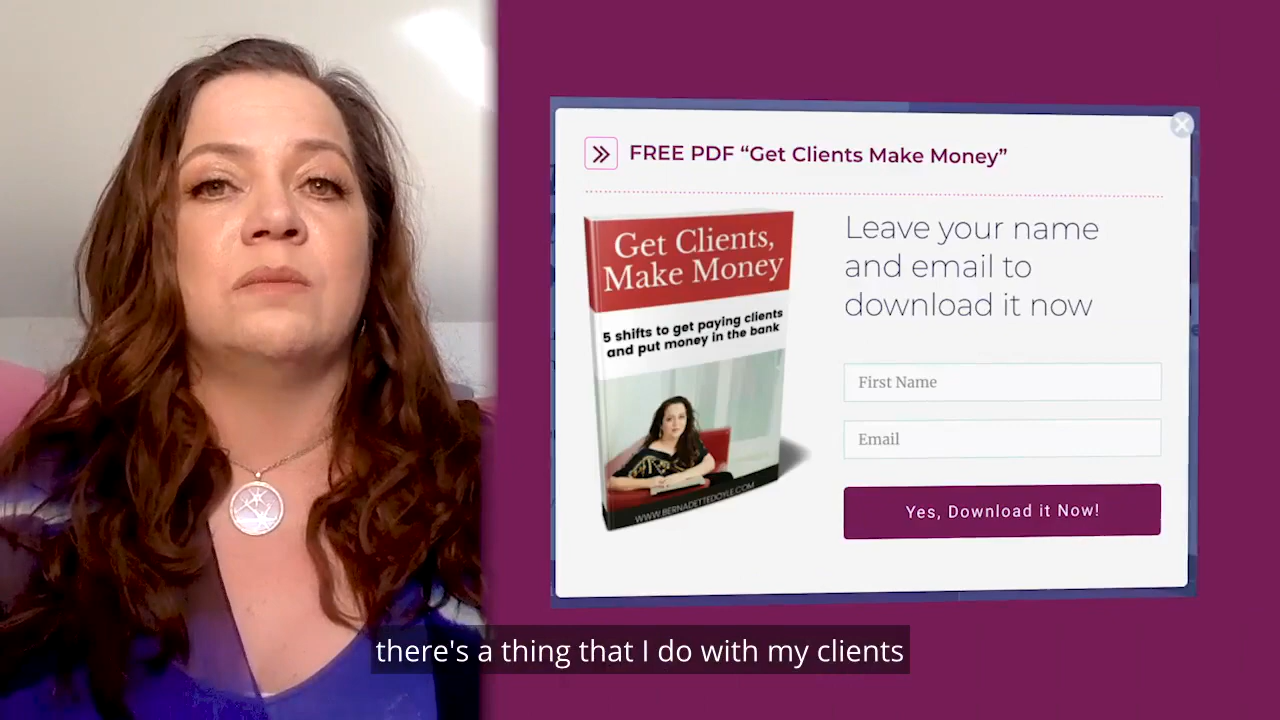 FREE PDF “Get Clients Make Money”
Get Clients,
Make Money
5 shifts to get paying clients
and put money in the bank
WWW.BERNADETTEDOYLE.COM
Leave your name
and email to
download it now
First Name
Email
Yes, Download it Now!
there's a thing that I do with my clients